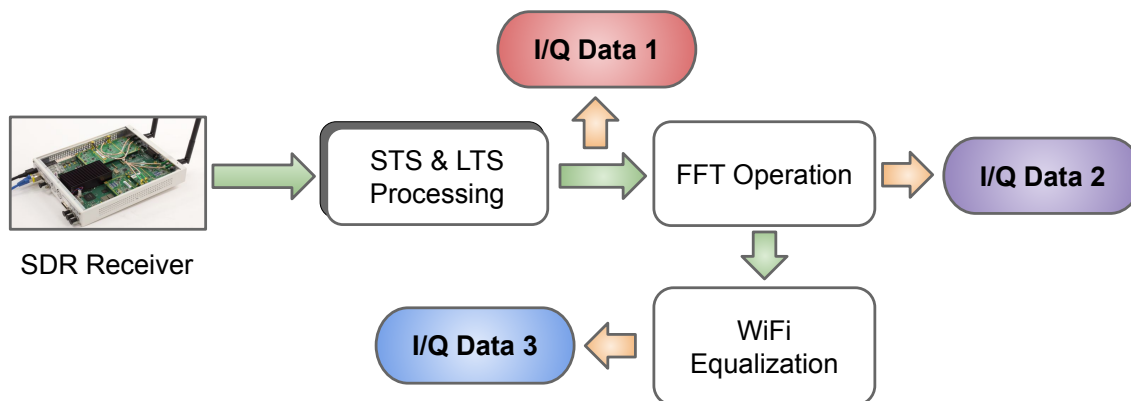 I/Q Data 1
STS & LTS
Processing
FFT Operation
I/Q Data 2
SDR Receiver
I/Q Data 3
WiFi
Equalization